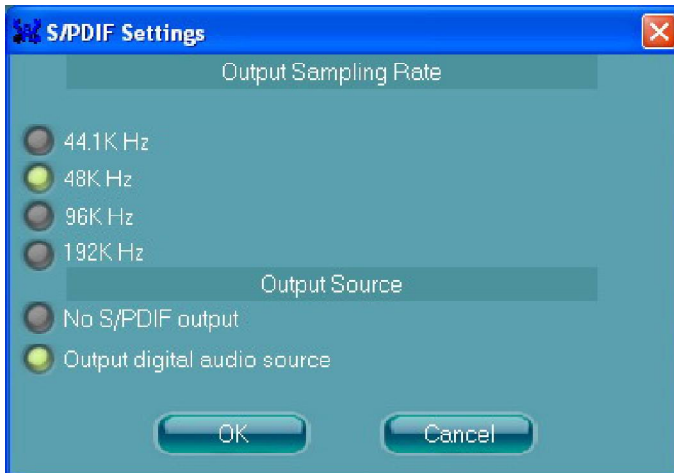 S/PDIF Settings
Output Sampling Rate
44.1K Hz
48K Hz
96K Hz
192K Hz
Output Source
No S/PDIF output
Output digital audio source
OK
Cancel